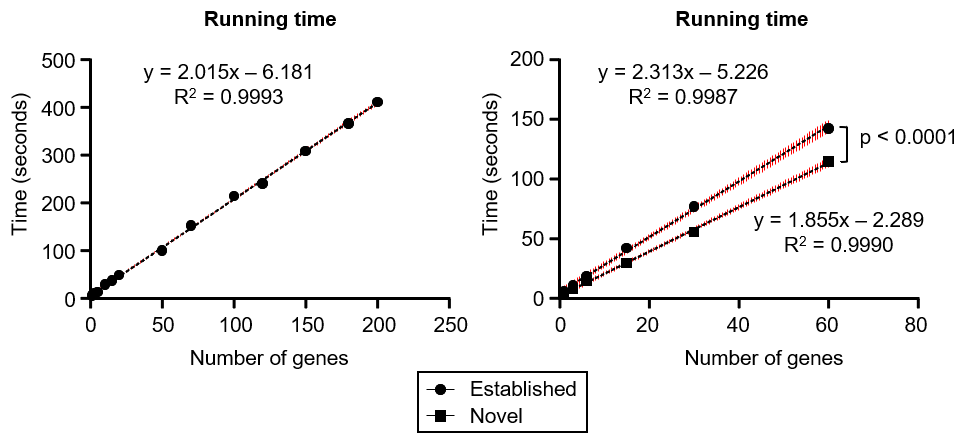 Running time
y = 2.015x – 6.181
R² = 0.9993
500
400
300
200
100
0
Time (seconds)
0 50 100 150 200 250
Number of genes
Running time
y = 2.313x – 5.226
R² = 0.9987
200
150
100
50
0
Time (seconds)
p < 0.0001
y = 1.855x – 2.289
R² = 0.9990
0 20 40 60 80
Number of genes
Established
Novel